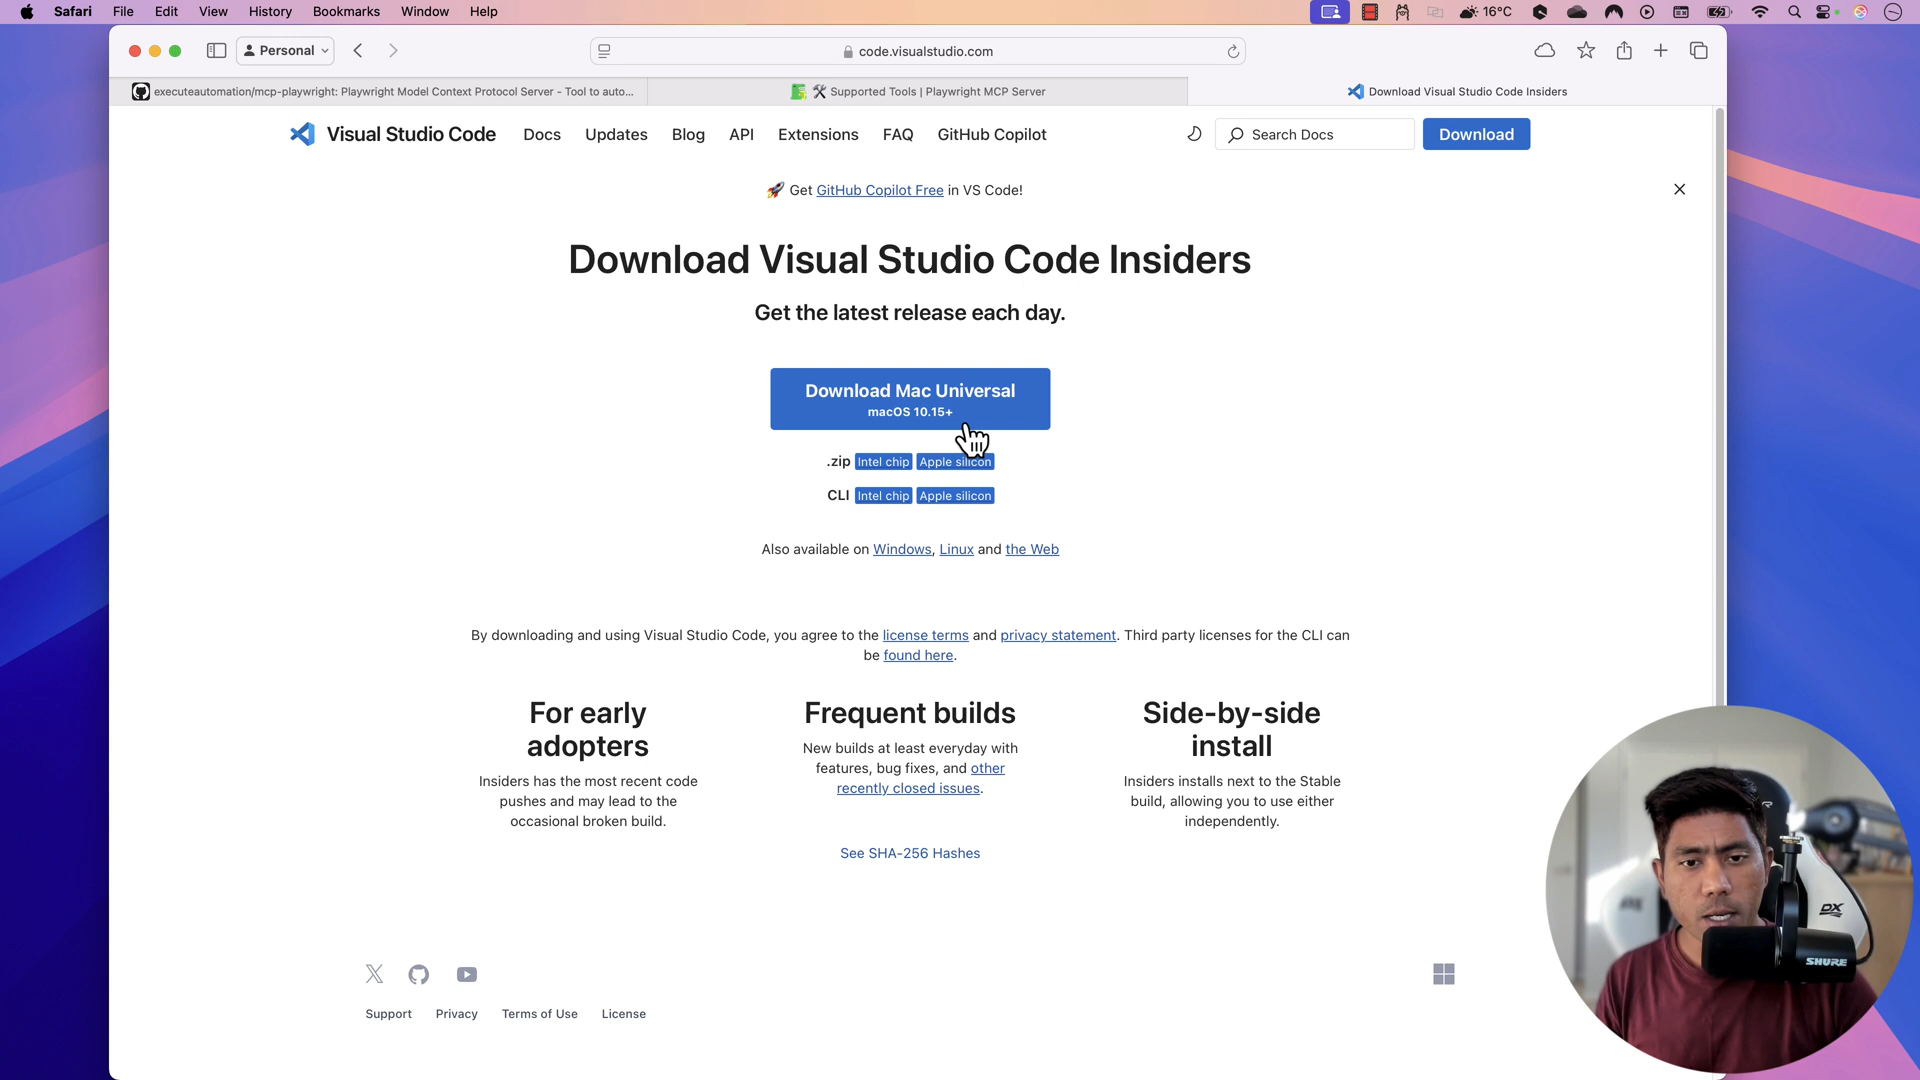 Safari File Edit View History Bookmarks Window Help 16°C
Personal code.visualstudio.com
executeautomation/mcp-playwright: Playwright Model Context Protocol Server - Tool to auto... 🛠 Supported Tools | Playwright MCP Server Download Visual Studio Code Insiders
Visual Studio Code Docs Updates Blog API Extensions FAQ GitHub Copilot Search Docs Download
🚀 Get GitHub Copilot Free in VS Code!
Download Visual Studio Code Insiders
Get the latest release each day.
Download Mac Universal
macOS 10.15+
.zip Intel chip Apple silicon
CLI Intel chip Apple silicon
Also available on Windows, Linux and the Web
By downloading and using Visual Studio Code, you agree to the license terms and privacy statement. Third party licenses for the CLI can
be found here.
For early
adopters
Insiders has the most recent code
pushes and may lead to the
occasional broken build.
Frequent builds
New builds at least everyday with
features, bug fixes, and other
recently closed issues.
Side-by-side
install
Insiders installs next to the Stable
build, allowing you to use either
independently.
See SHA-256 Hashes
Support Privacy Terms of Use License
DX
SHURE